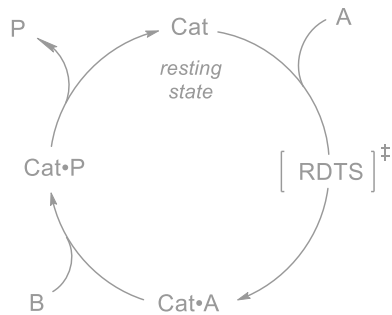 P
Cat
A
resting
state
Cat•P
[ RDTS ]‡
B
Cat•A